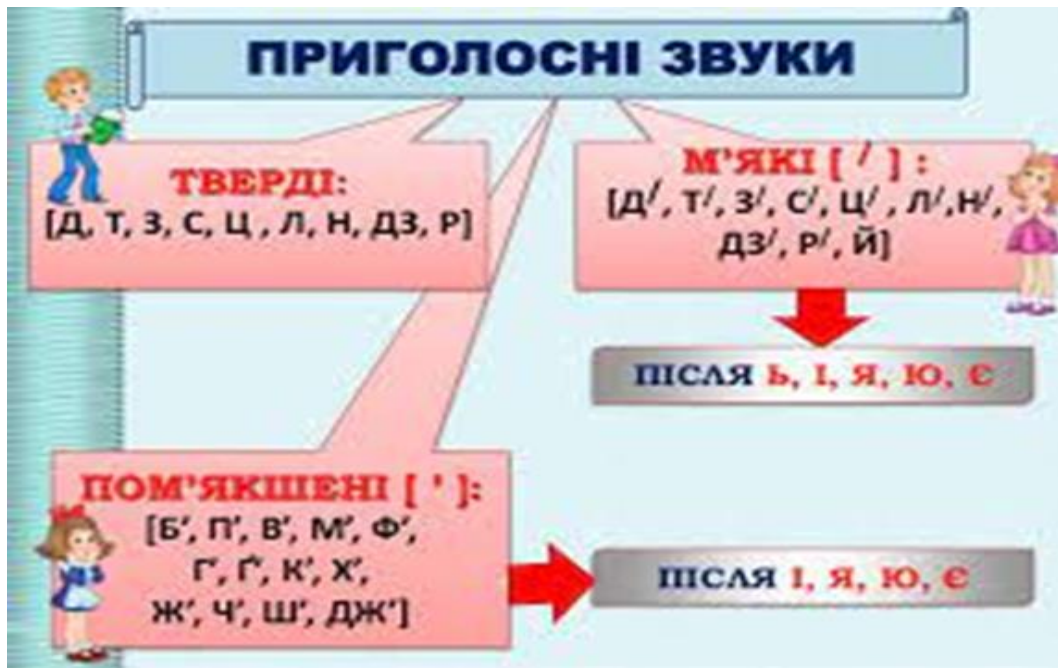 ПРИГОЛОСНІ ЗВУКИ
ТВЕРДІ:
[Д, Т, З, С, Ц , Л, Н, ДЗ, Р]
М’ЯКІ [ ′ ] :
[Д′, Т′, З′, С′, Ц′ , Л′,Н′,
ДЗ′, Р′, Й]
ПІСЛЯ Ь, І, Я, Ю, Є
ПОМ’ЯКШЕНІ [ ’ ]:
[Б’, П’, В’, М’, Ф’,
Г’, Ґ’, К’, Х’,
Ж’, Ч’, Ш’, ДЖ’]
ПІСЛЯ І, Я, Ю, Є